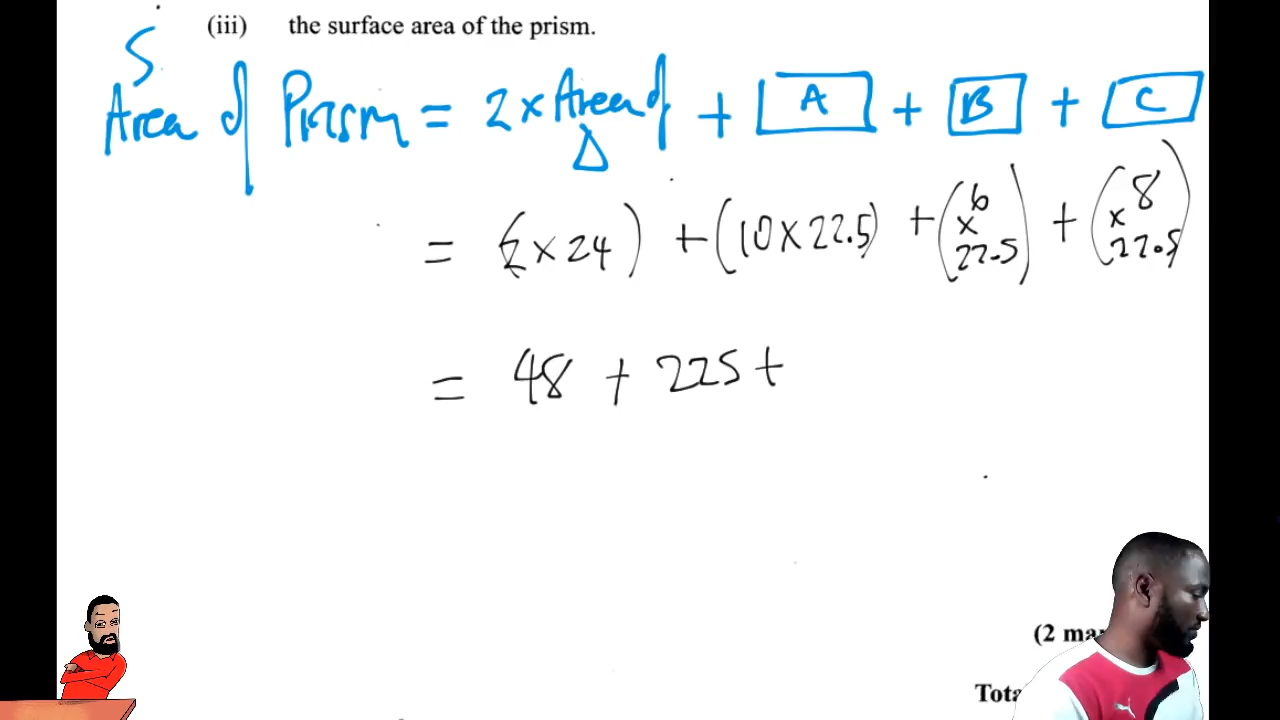 (iii) the surface area of the prism.
S
Area of Prism = 2 x Area of Δ + A + B + C
= (2 x 24) + (10 x 22.5) + (6 x 22.5) + (8 x 22.5)
= 48 + 225 +
(2 ma
Tota